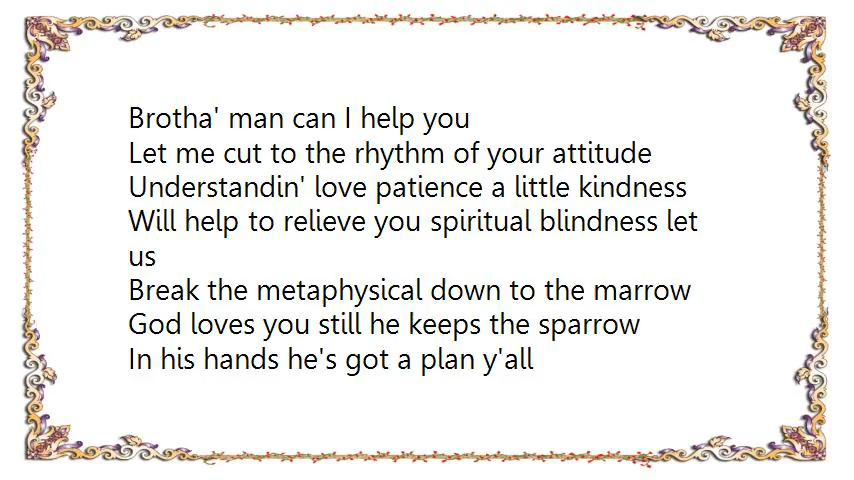 Brotha' man can I help you
Let me cut to the rhythm of your attitude
Understandin' love patience a little kindness
Will help to relieve you spiritual blindness let
us
Break the metaphysical down to the marrow
God loves you still he keeps the sparrow
In his hands he's got a plan y'all